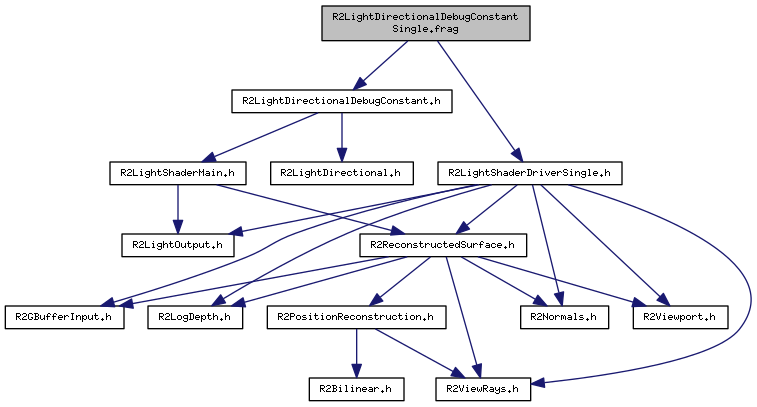 R2LightDirectionalDebugConstant
Single.frag
R2LightDirectionalDebugConstant.h
R2LightShaderMain.h
R2LightDirectional.h
R2LightShaderDriverSingle.h
R2LightOutput.h
R2ReconstructedSurface.h
R2GBufferInput.h
R2LogDepth.h
R2PositionReconstruction.h
R2Normals.h
R2Viewport.h
R2Bilinear.h
R2ViewRays.h